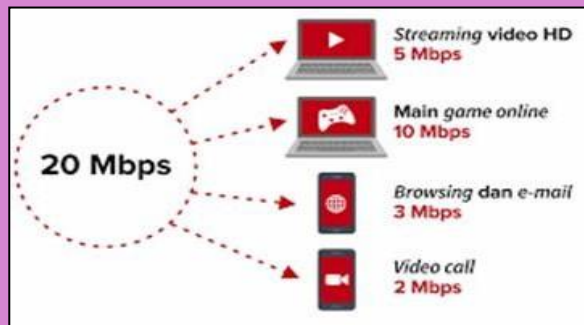 20 Mbps
Streaming video HD
5 Mbps
Main game online
10 Mbps
Browsing dan e-mail
3 Mbps
Video call
2 Mbps